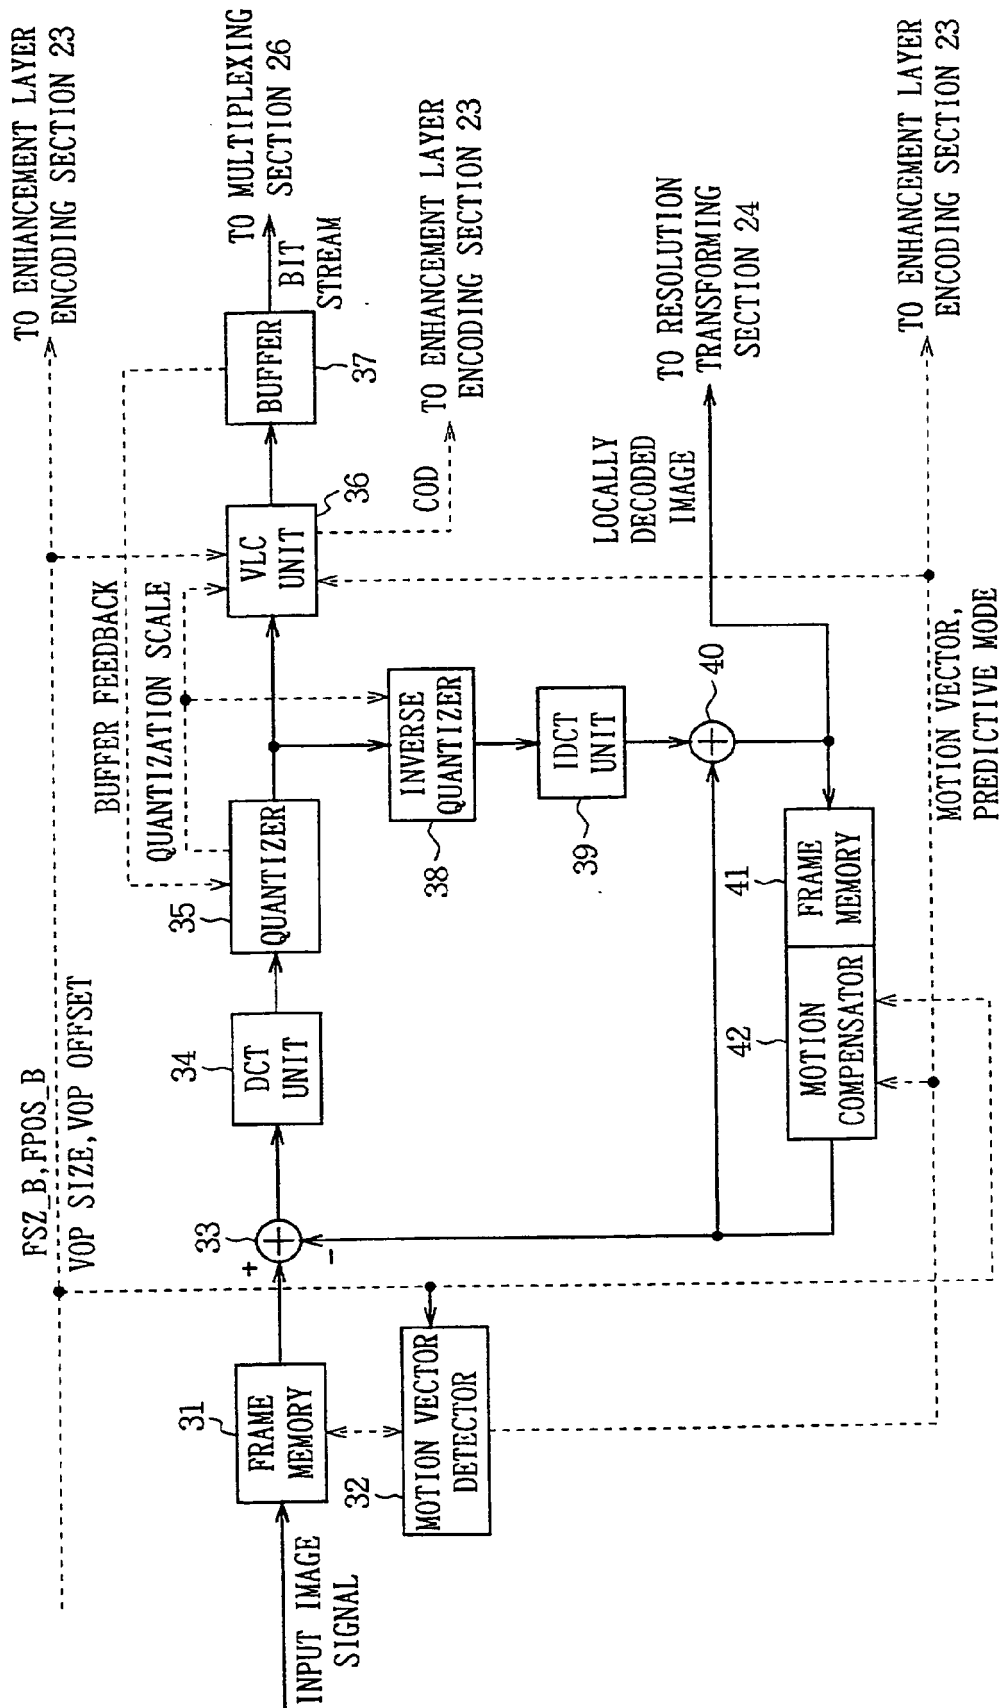 TO ENHANCEMENT LAYER
ENCODING SECTION 23
FSZ_B,FPOS_B
VOP SIZE,VOP OFFSET
BUFFER FEEDBACK
QUANTIZATION SCALE
INPUT IMAGE
SIGNAL
31
FRAME
MEMORY
32
MOTION VECTOR
DETECTOR
33
+
-
34
DCT
UNIT
35
QUANTIZER
36
VLC
UNIT
37
BUFFER
BIT
STREAM
TO MULTIPLEXING
SECTION 26
COD
TO ENHANCEMENT LAYER
ENCODING SECTION 23
38
INVERSE
QUANTIZER
39
IDCT
UNIT
40
LOCALLY
DECODED
IMAGE
TO RESOLUTION
TRANSFORMING
SECTION 24
41
FRAME
MEMORY
42
MOTION
COMPENSATOR
MOTION VECTOR,
PREDICTIVE MODE
TO ENHANCEMENT LAYER
ENCODING SECTION 23